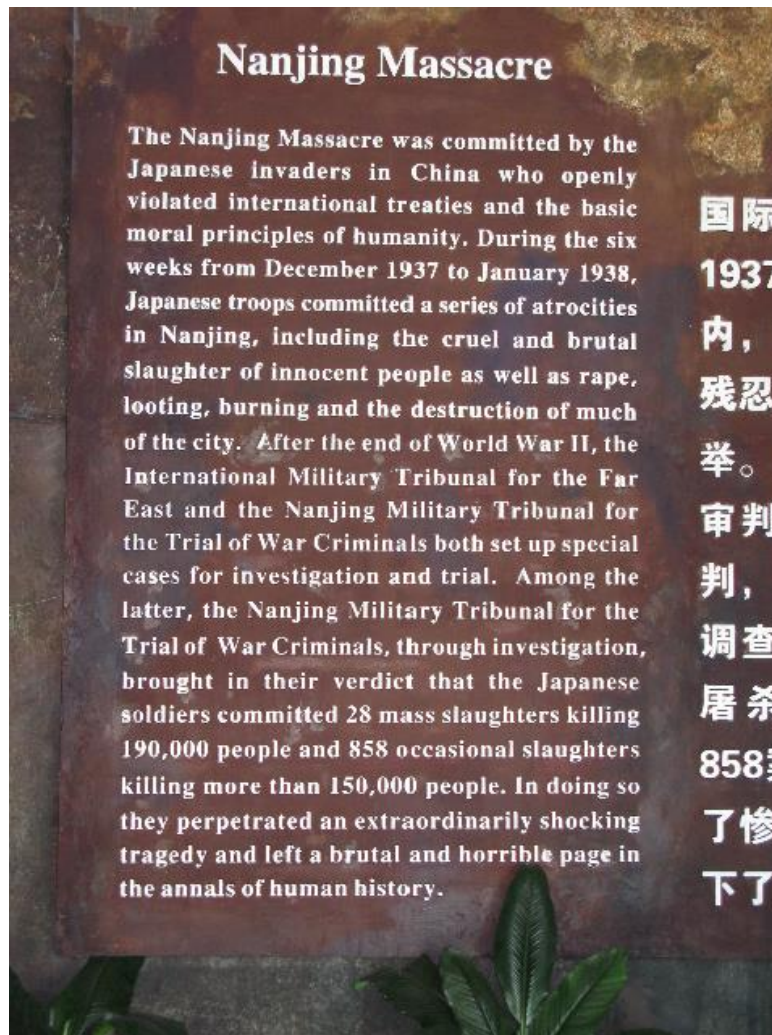 Nanjing Massacre
The Nanjing Massacre was committed by the
Japanese invaders in China who openly
violated international treaties and the basic
moral principles of humanity. During the six
weeks from December 1937 to January 1938,
Japanese troops committed a series of atrocities
in Nanjing, including the cruel and brutal
slaughter of innocent people as well as rape,
looting, burning and the destruction of much
of the city. After the end of World War II, the
International Military Tribunal for the Far
East and the Nanjing Military Tribunal for
the Trial of War Criminals both set up special
cases for investigation and trial. Among the
latter, the Nanjing Military Tribunal for the
Trial of War Criminals, through investigation,
brought in their verdict that the Japanese
soldiers committed 28 mass slaughters killing
190,000 people and 858 occasional slaughters
killing more than 150,000 people. In doing so
they perpetrated an extraordinarily shocking
tragedy and left a brutal and horrible page in
the annals of human history.
国际
1937
内，
残忍
举。
审判
判，
调查
屠杀
858
了惨
下了